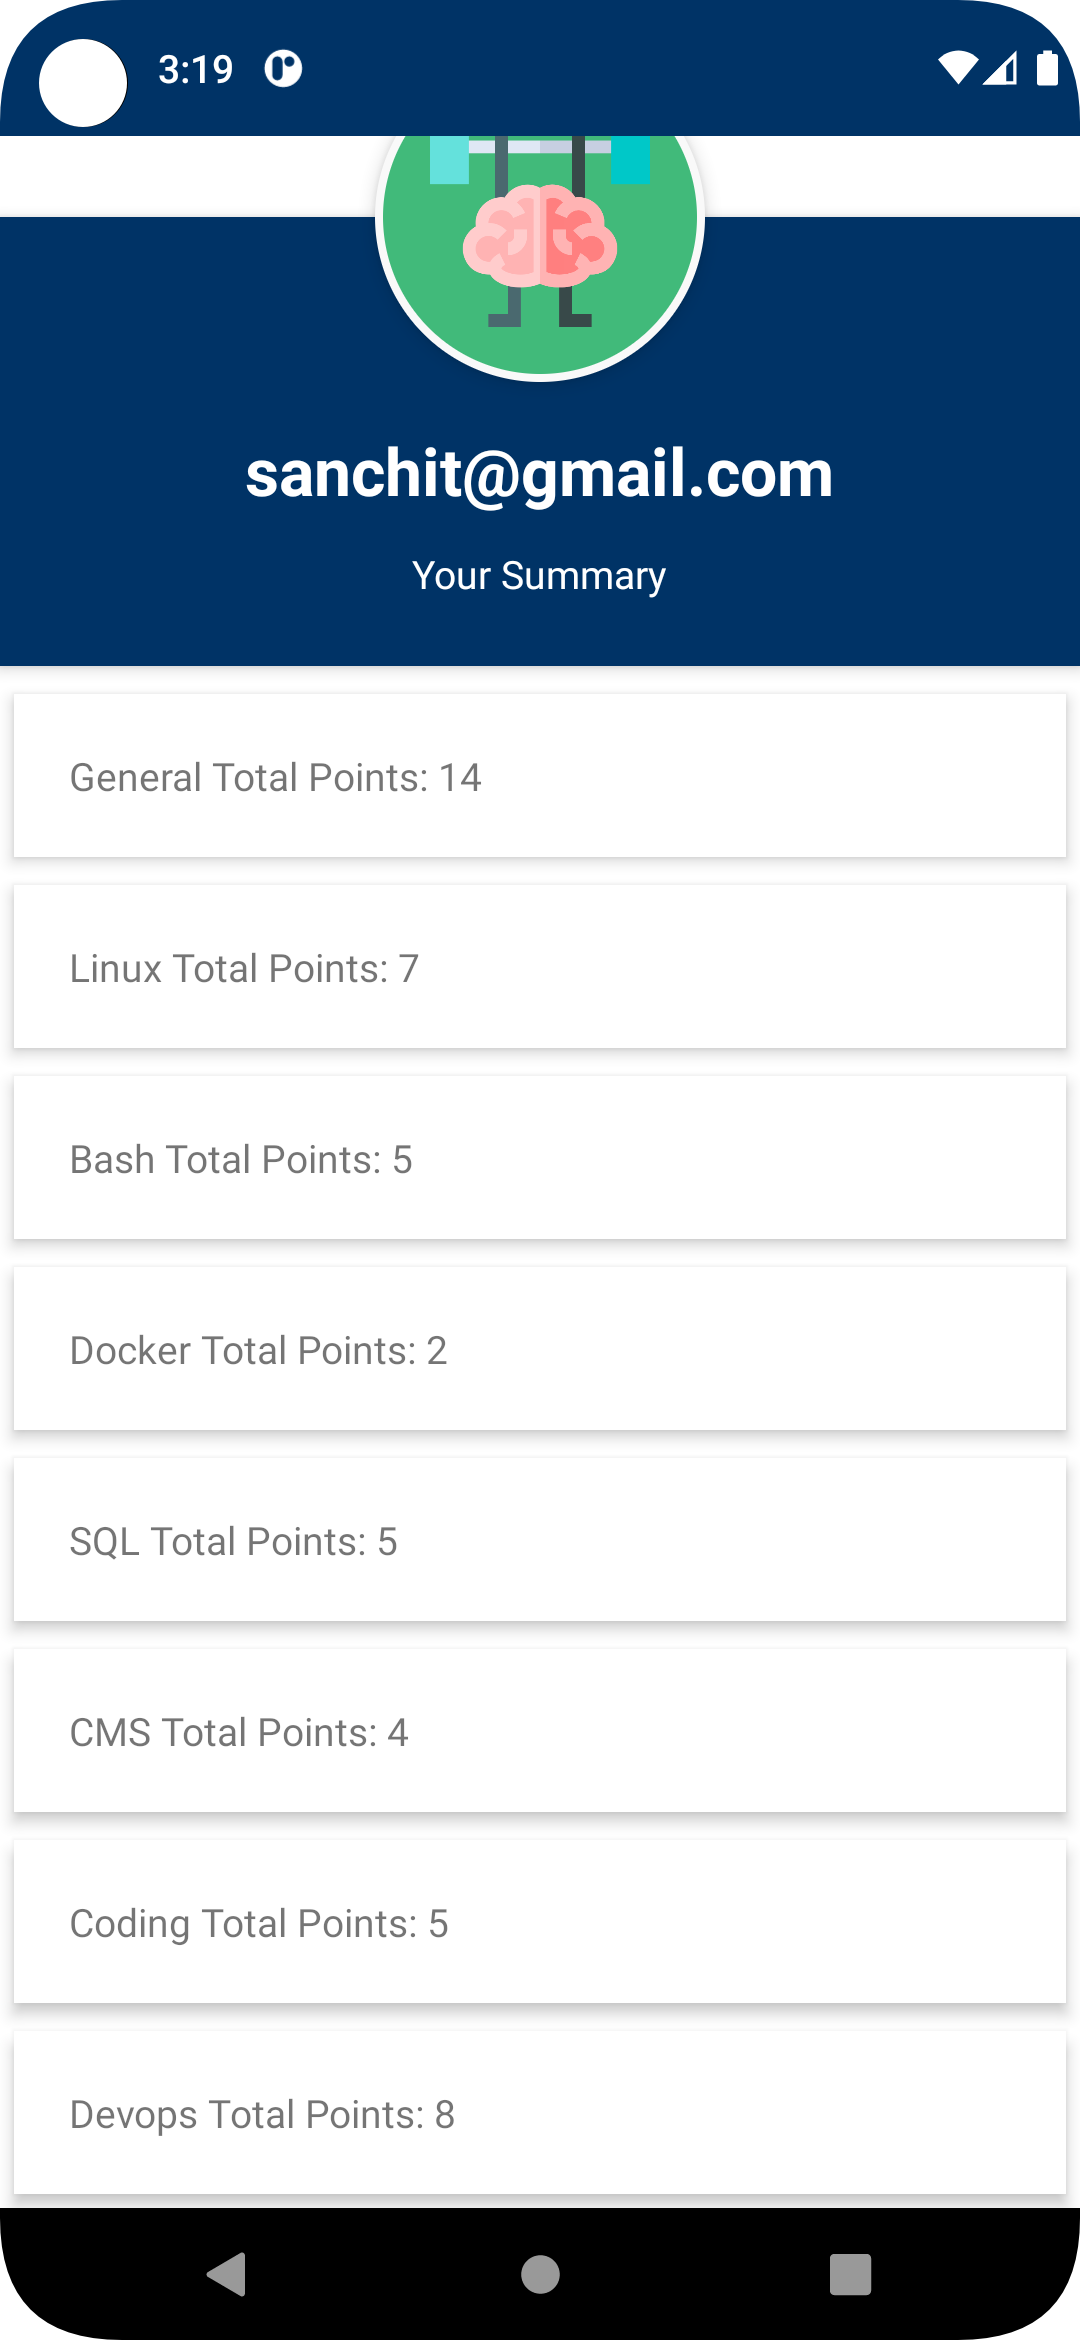 3:19
sanchit@gmail.com
Your Summary
General Total Points: 14
Linux Total Points: 7
Bash Total Points: 5
Docker Total Points: 2
SQL Total Points: 5
CMS Total Points: 4
Coding Total Points: 5
Devops Total Points: 8